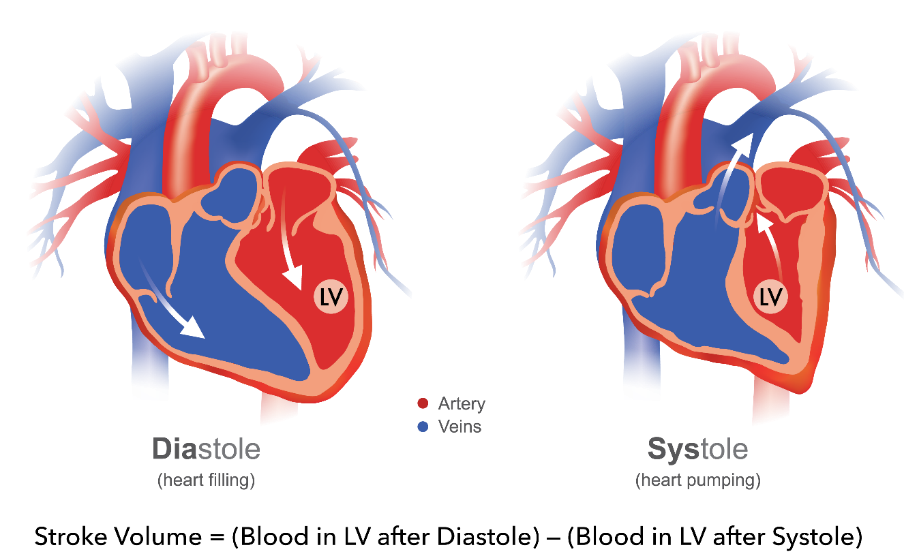 LV
LV
Artery
Veins
Diastole
(heart filling)
Systole
(heart pumping)
Stroke Volume = (Blood in LV after Diastole) – (Blood in LV after Systole)